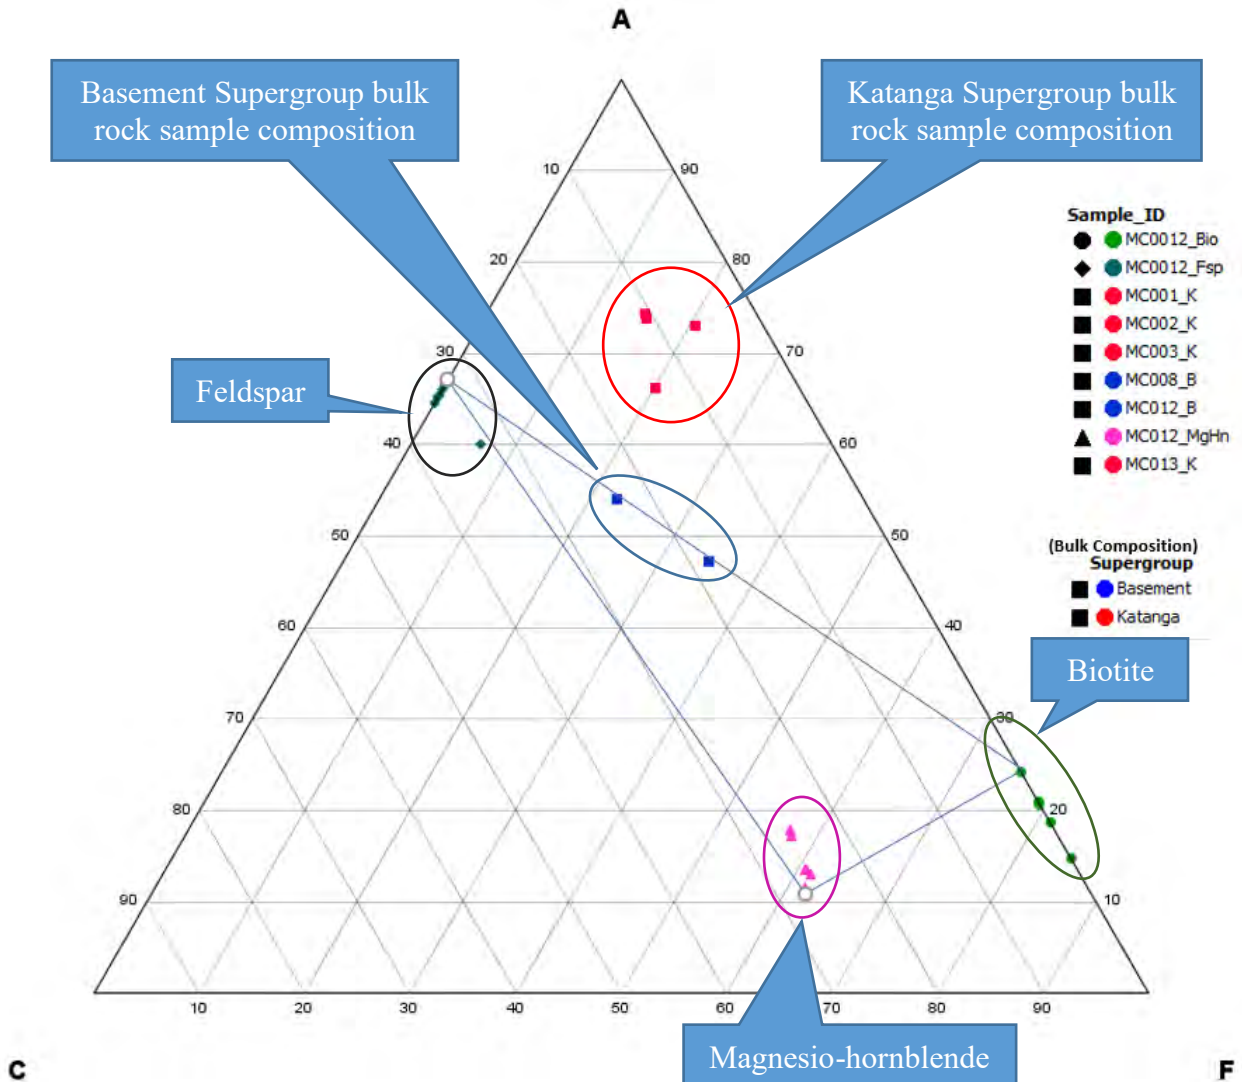 A
Basement Supergroup bulk
rock sample composition
Katanga Supergroup bulk
rock sample composition
10
90
20
80
30
70
40
60
50
50
60
40
70
30
80
20
90
10
10
20
30
40
50
60
70
80
90
Feldspar
Sample_ID
MC0012_Bio
MC0012_Fsp
MC001_K
MC002_K
MC003_K
MC008_B
MC012_B
MC012_MgHn
MC013_K
(Bulk Composition)
Supergroup
Basement
Katanga
Biotite
Magnesio-hornblende
C
F